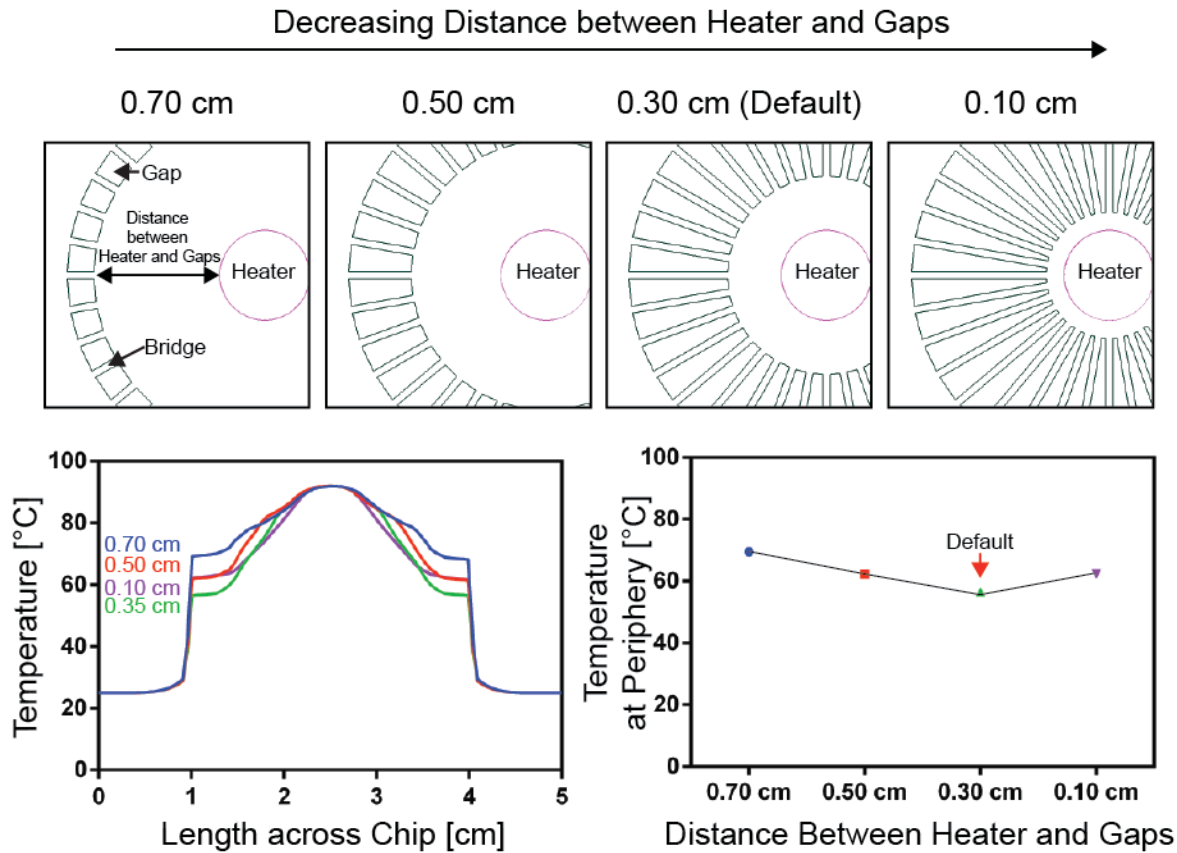 Decreasing Distance between Heater and Gaps
0.70 cm
0.50 cm
0.30 cm (Default)
0.10 cm
Gap
Distance
between
Heater and Gaps
Heater
Bridge
Heater
Heater
Heater
Temperature [°C]
100
80
60
40
20
0
0.70 cm
0.50 cm
0.10 cm
0.35 cm
0 1 2 3 4 5
Length across Chip [cm]
Temperature
at Periphery [°C]
100
80
60
40
20
0
Default
0.70 cm 0.50 cm 0.30 cm 0.10 cm
Distance Between Heater and Gaps